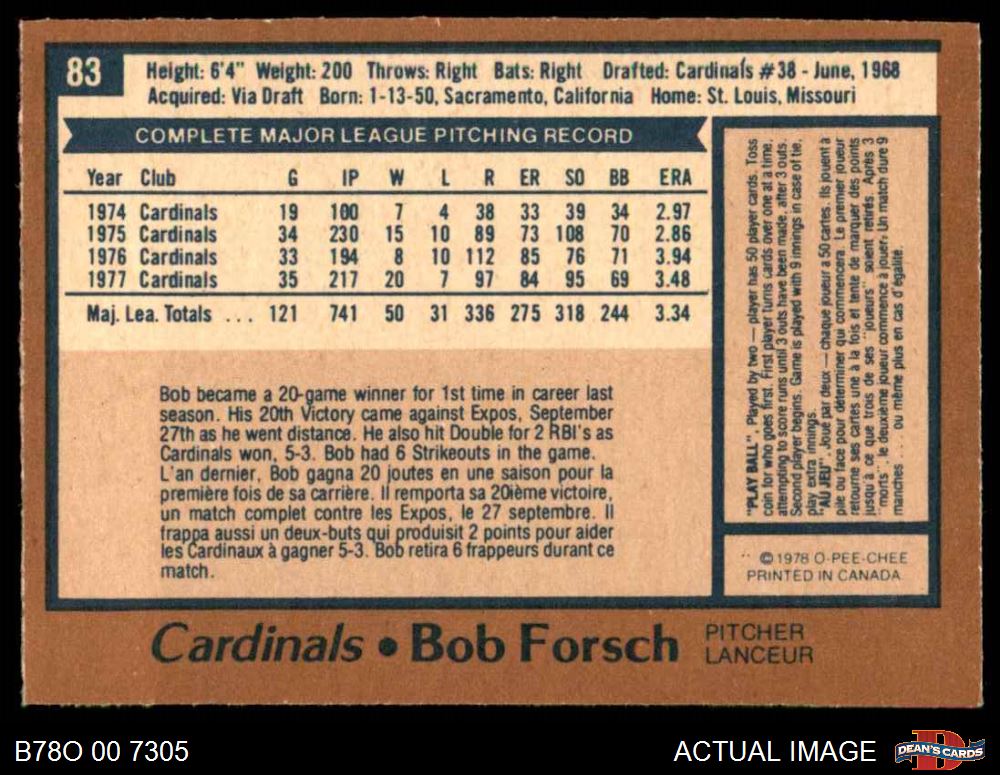 83
Height: 6'4" Weight: 200 Throws: Right Bats: Right Drafted: Cardinals #38 - June, 1968
Acquired: Via Draft Born: 1-13-50, Sacramento, California Home: St. Louis, Missouri
COMPLETE MAJOR LEAGUE PITCHING RECORD
Year Club G IP W L R ER SO BB ERA
1974 Cardinals 19 100 7 4 38 33 39 34 2.97
1975 Cardinals 34 230 15 10 89 73 108 70 2.86
1976 Cardinals 33 194 8 10 112 85 76 71 3.94
1977 Cardinals 35 217 20 7 97 84 95 69 3.48
Maj. Lea. Totals ... 121 741 50 31 336 275 318 244 3.34
Bob became a 20-game winner for 1st time in career last
season. His 20th Victory came against Expos, September
27th as he went distance. He also hit Double for 2 RBI's as
Cardinals won, 5-3. Bob had 6 Strikeouts in the game.
L'an dernier, Bob gagna 20 joutes en une saison pour la
première fois de sa carrière. Il remporta sa 20ième victoire,
un match complet contre les Expos, le 27 septembre. Il
frappa aussi un deux-buts qui produisit 2 points pour aider
les Cardinaux à gagner 5-3. Bob retira 6 frappeurs durant ce
match.
"PLAY BALL". Played by two — player has 50 player cards. Toss
coin for who goes first. First player turns cards over one at a time,
attempting to score runs until 3 outs have been made, after 3 outs.
Second player begins. Game is played with 9 innings in case of tie,
play extra innings.
"AU JEU". Joué par deux — chaque joueur a 50 cartes. Ils jouent à
pile ou face pour déterminer qui commencera. Le premier joueur
retourne ses cartes une à la fois et tente de marquer des points
jusqu'à ce que trois de ses "joueurs" soient retirés. Après 3
"morts", le deuxième joueur commence à jouer. Un match dure 9
manches ... ou même plus en cas d'égalité.
© 1978 O-PEE-CHEE
PRINTED IN CANADA
Cardinals • Bob Forsch PITCHER
LANCEUR
B78O 00 7305
ACTUAL IMAGE
DEAN'S CARDS